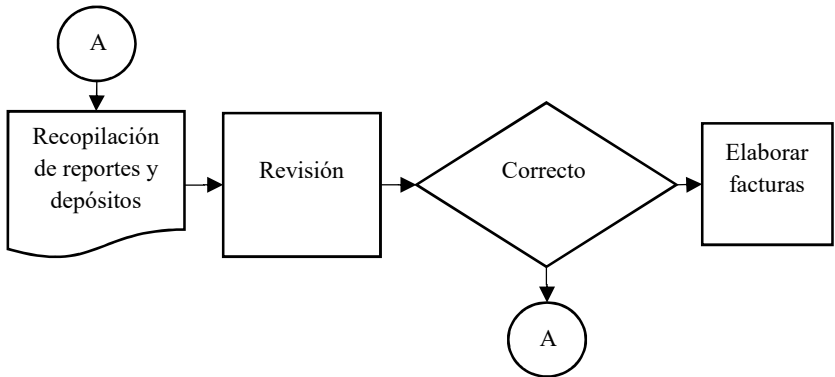 A
Recopilación
de reportes y
depósitos
Revisión
Correcto
Elaborar
facturas
A